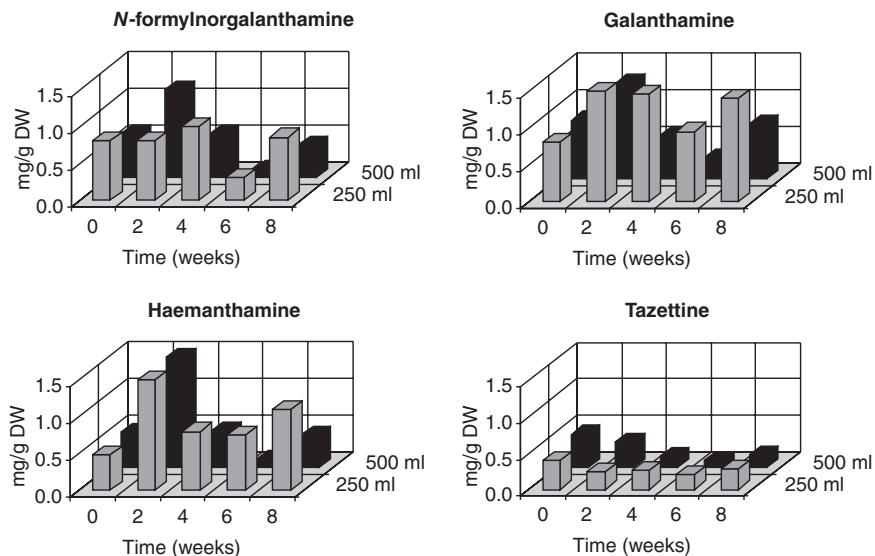 N-formylnorgalanthamine
1.5
1.0
0.5
0.0
mg/g DW
500 ml
250 ml
0 2 4 6 8
Time (weeks)
Galanthamine
1.5
1.0
0.5
0.0
mg/g DW
500 ml
250 ml
0 2 4 6 8
Time (weeks)
Haemanthamine
1.5
1.0
0.5
0.0
mg/g DW
500 ml
250 ml
0 2 4 6 8
Time (weeks)
Tazettine
1.5
1.0
0.5
0.0
mg/g DW
500 ml
250 ml
0 2 4 6 8
Time (weeks)